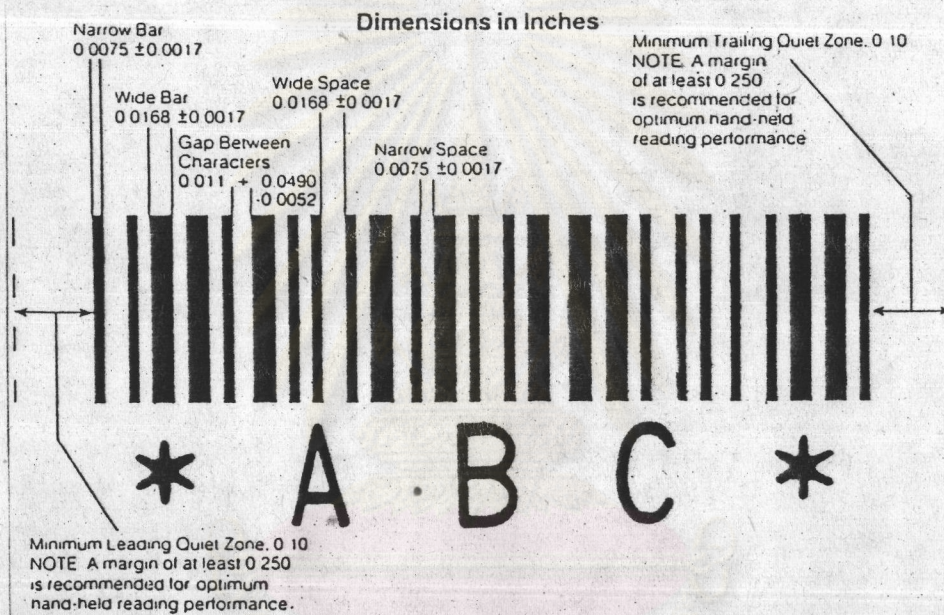 Dimensions in Inches
Narrow Bar
0 0075 ±0.0017
Wide Bar
0 0168 ±0 0017
Gap Between
Characters
0.011 + 0.0490
-0.0052
Wide Space
0.0168 ±0.0017
Narrow Space
0.0075 ±0.0017
Minimum Trailing Quiet Zone. 0 10
NOTE. A margin
of at least 0 250
is recommended for
optimum hand-held
reading performance
* A B C *
Minimum Leading Quiet Zone. 0 10
NOTE A margin of at least 0 250
is recommended for optimum
hand-held reading performance.